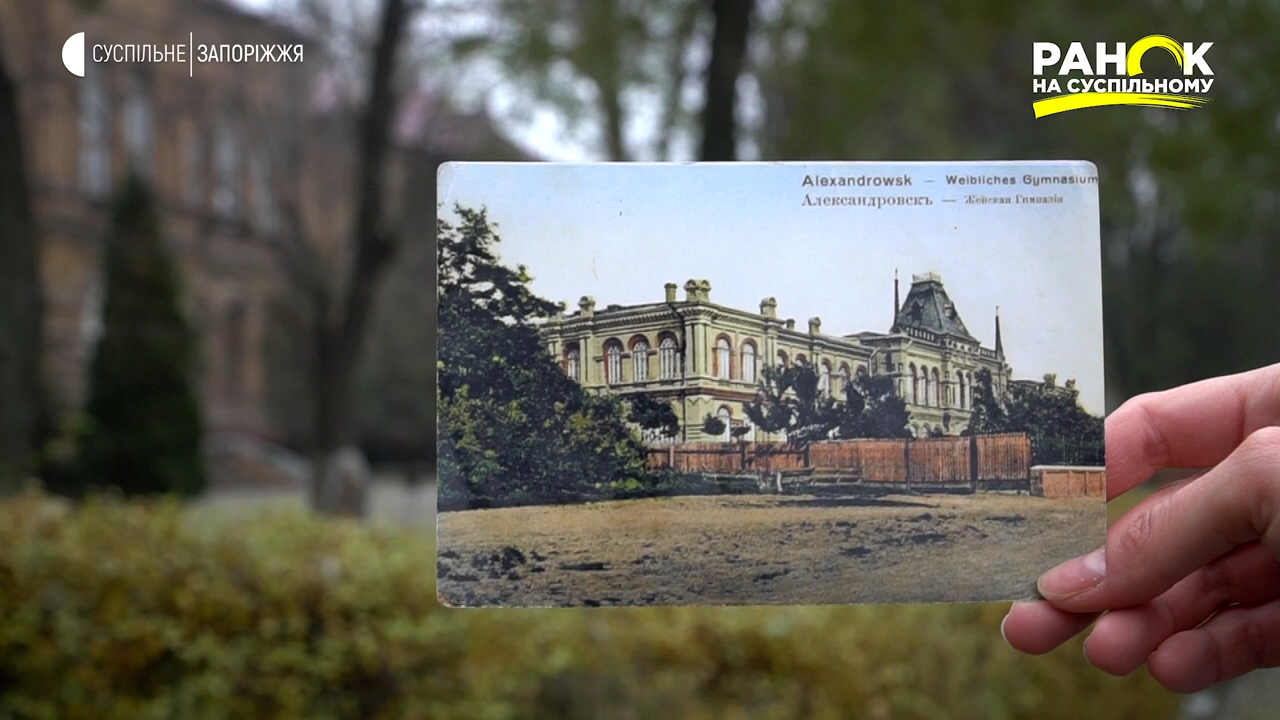 СУСПІЛЬНЕ ЗАПОРІЖЖЯ
РАНОК
НА СУСПІЛЬНОМУ
Alexandrowsk — Weibliches Gymnasium
Александровскъ — Женская Гимназія